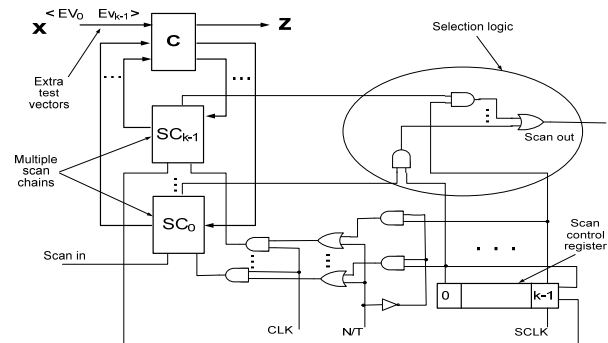 X < EV0 Evk-1 > Z
C
Extra
test
vectors
Selection logic
SCk-1
Scan out
Multiple
scan
chains
SC0
Scan in
Scan
control
register
0 k-1
CLK N/T SCLK